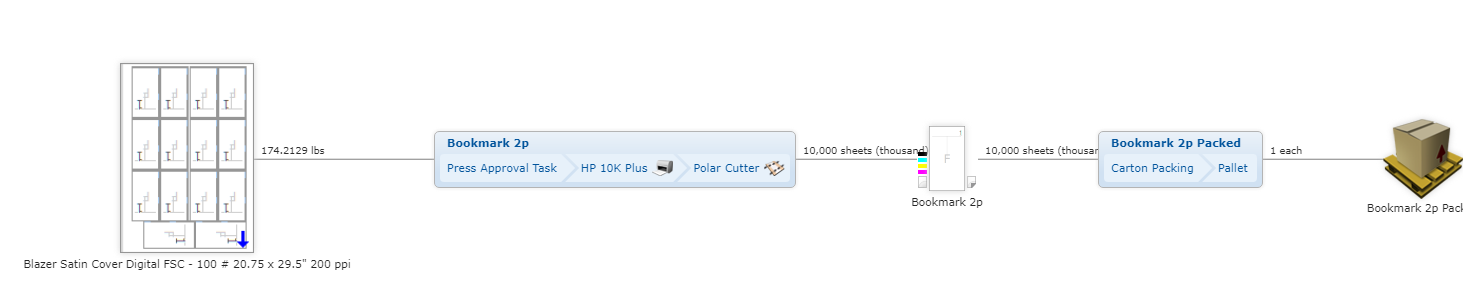 174.2129 lbs
Bookmark 2p
Press Approval Task
HP 10K Plus
Polar Cutter
10,000 sheets (thousand)
F
Bookmark 2p
10,000 sheets (thousan
Bookmark 2p Packed
Carton Packing
Pallet
1 each
Bookmark 2p Pack
Blazer Satin Cover Digital FSC - 100 # 20.75 x 29.5" 200 ppi